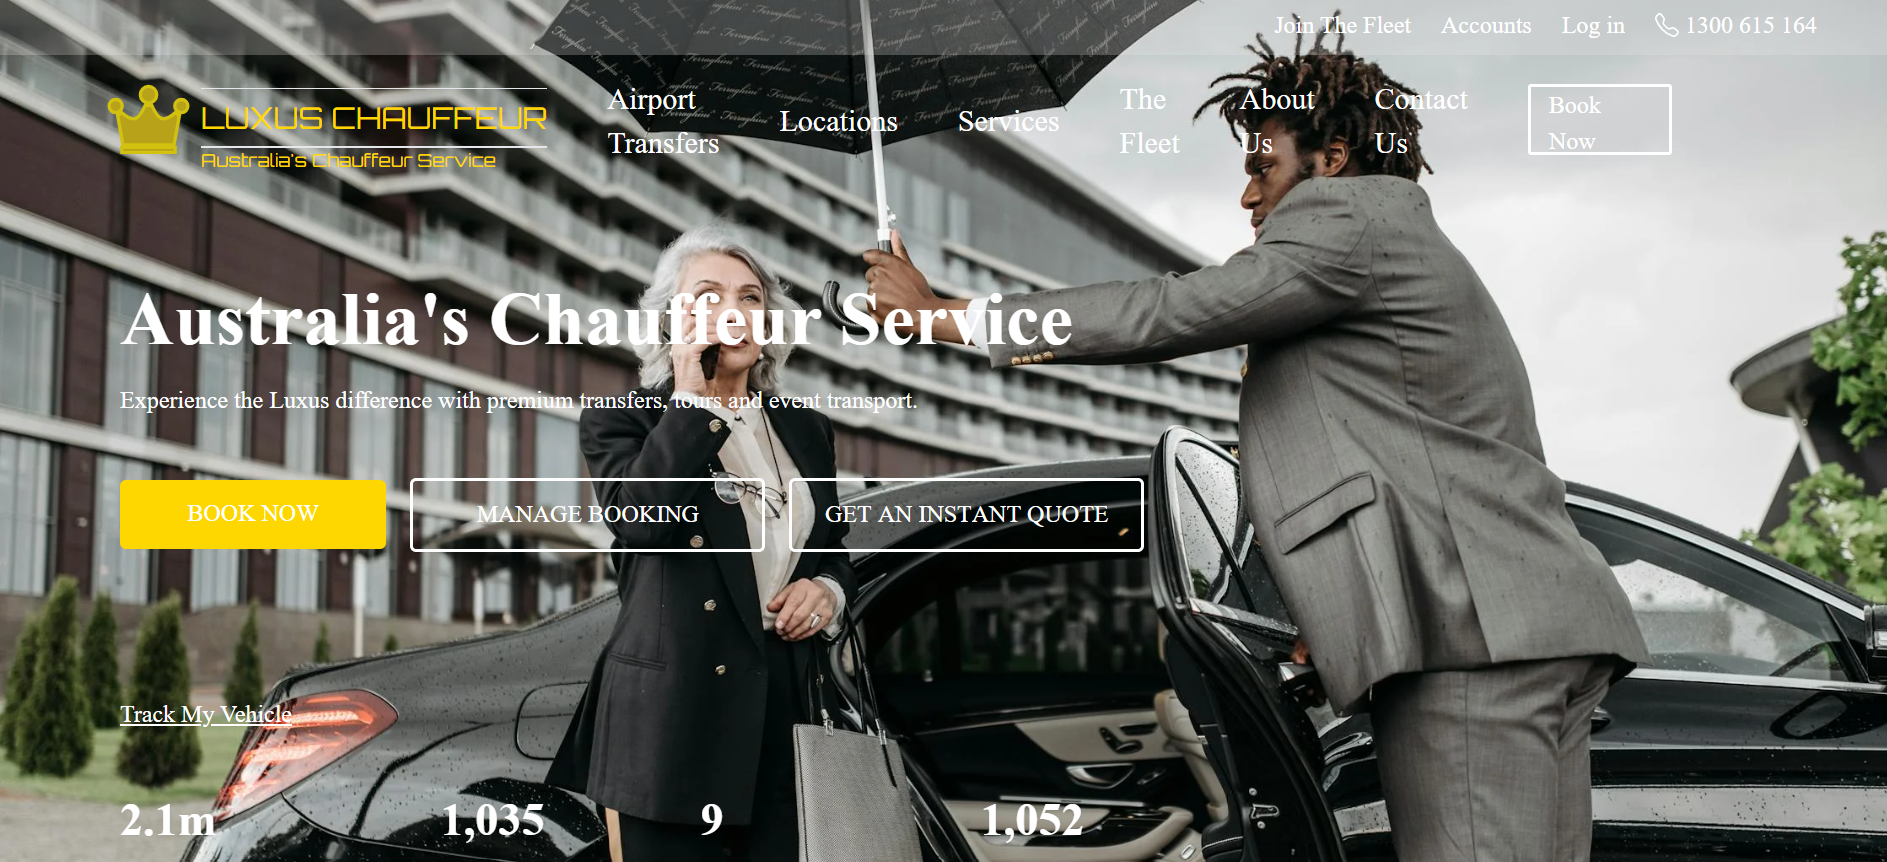 Join The Fleet Accounts Log in 1300 615 164
LUXUS CHAUFFEUR
Australia's Chauffeur Service
Airport
Transfers
Locations
Services
The
Fleet
About
Us
Contact
Us
Book
Now
Ferraghini
Australia's Chauffeur Service
Experience the Luxus difference with premium transfers, tours and event transport.
BOOK NOW MANAGE BOOKING GET AN INSTANT QUOTE
Track My Vehicle
2.1m 1,035 9 1,052